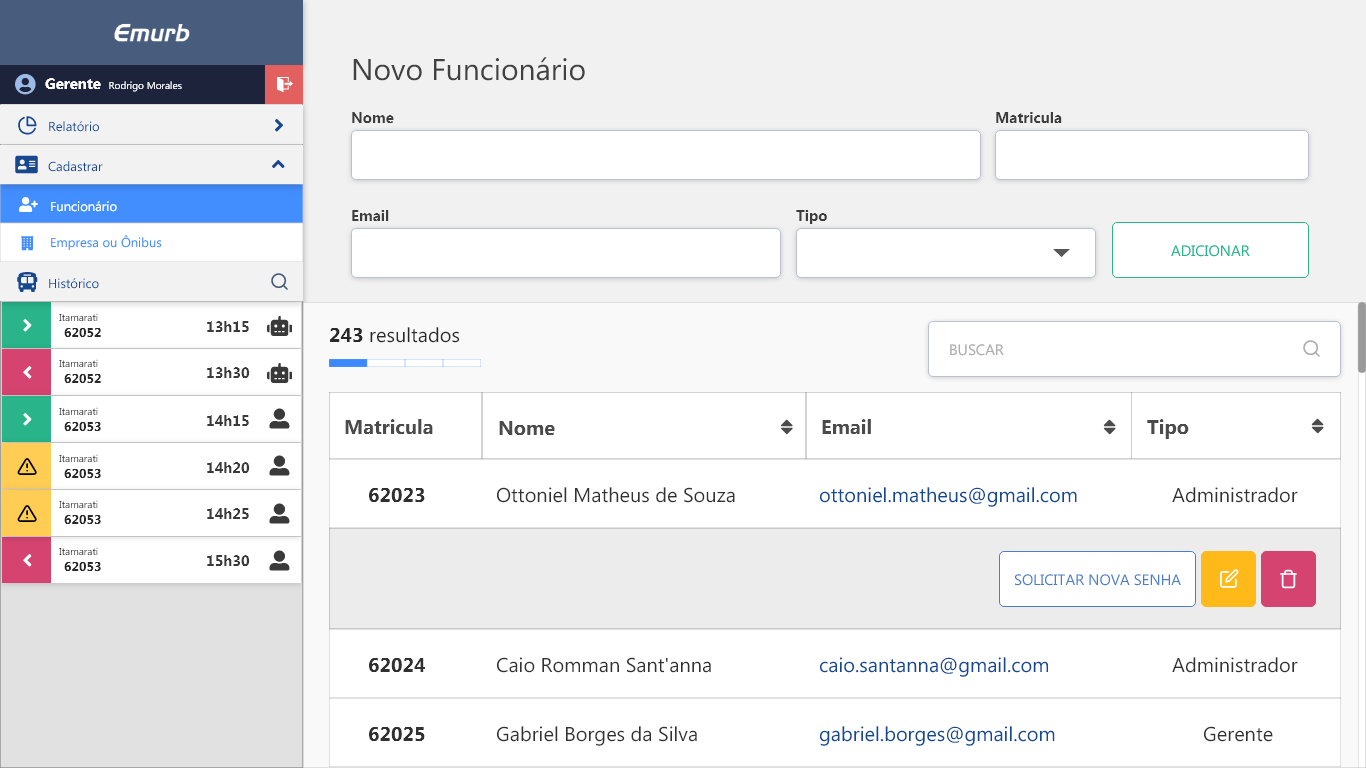 Emurb
Gerente Rodrigo Morales
Relatório
Cadastrar
Funcionário
Empresa ou Ônibus
Histórico
Itamarati
62052
13h15
Itamarati
62052
13h30
Itamarati
62053
14h15
Itamarati
62053
14h20
Itamarati
62053
14h25
Itamarati
62053
15h30
Novo Funcionário
Nome
Matricula
Email
Tipo
ADICIONAR
243 resultados
BUSCAR
Matricula Nome Email Tipo
62023 Ottoniel Matheus de Souza ottoniel.matheus@gmail.com Administrador
SOLICITAR NOVA SENHA
62024 Caio Romman Sant'anna caio.santanna@gmail.com Administrador
62025 Gabriel Borges da Silva gabriel.borges@gmail.com Gerente